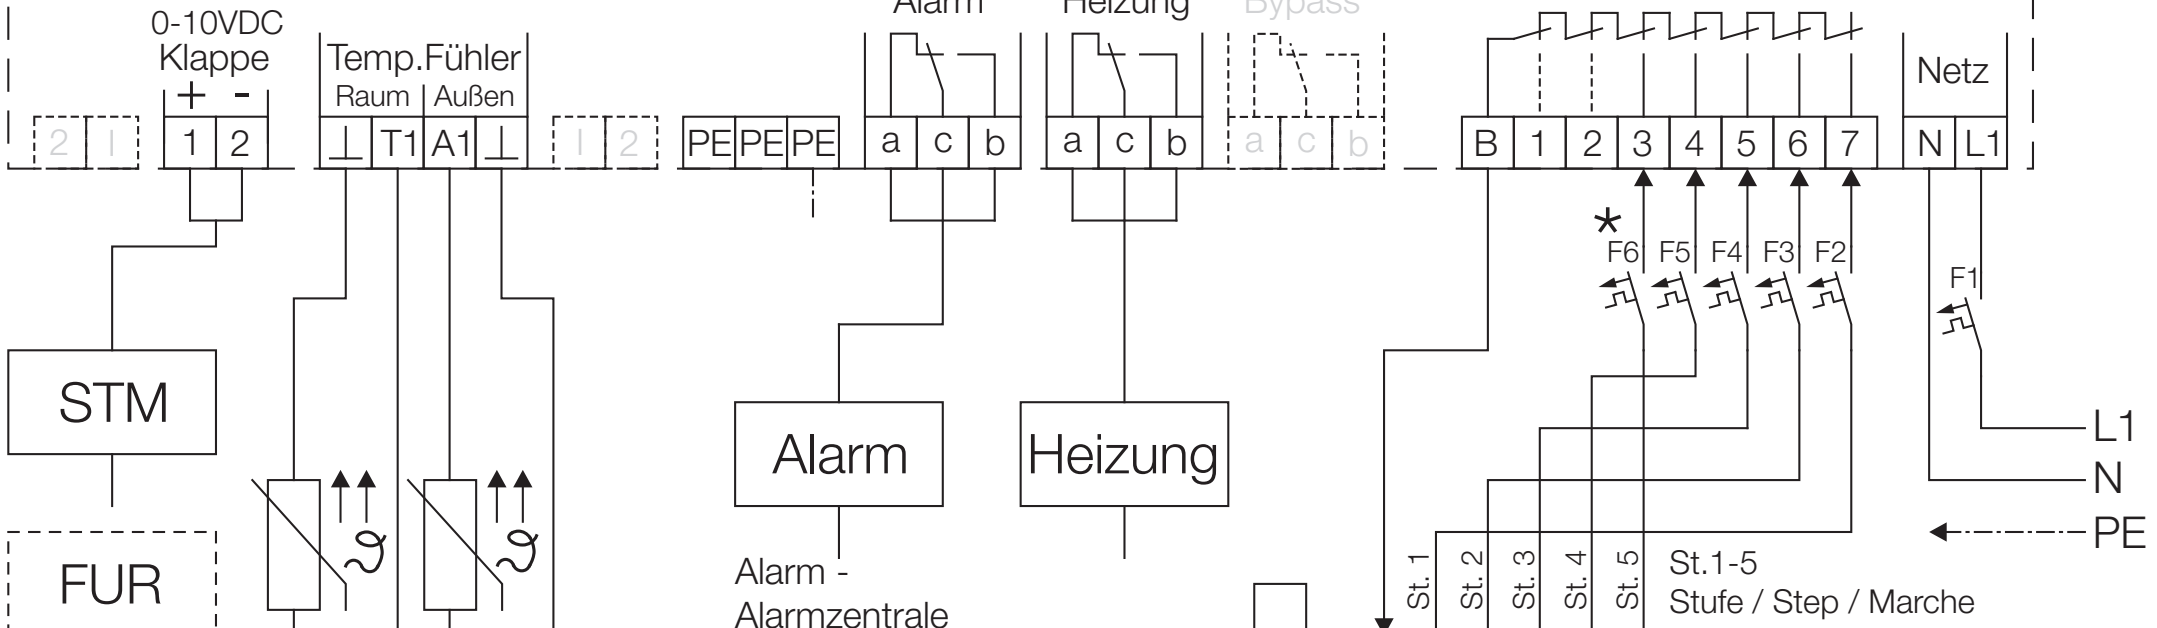 Alarm Heizung Bypass
0-10VDC
Klappe
+ -
Temp.Fühler
Raum Außen
Netz
2 1 1 2 ⊥ T1 A1 ⊥ 1 2 PE PE PE a c b a c b a c b B 1 2 3 4 5 6 7 N L1
*
F6 F5 F4 F3 F2
F1
STM
Alarm
Heizung
L1
N
PE
FUR
ϑ ϑ
Alarm -
Alarmzentrale
St. 1
St. 2
St. 3
St. 4
St. 5
St.1-5
Stufe / Step / Marche